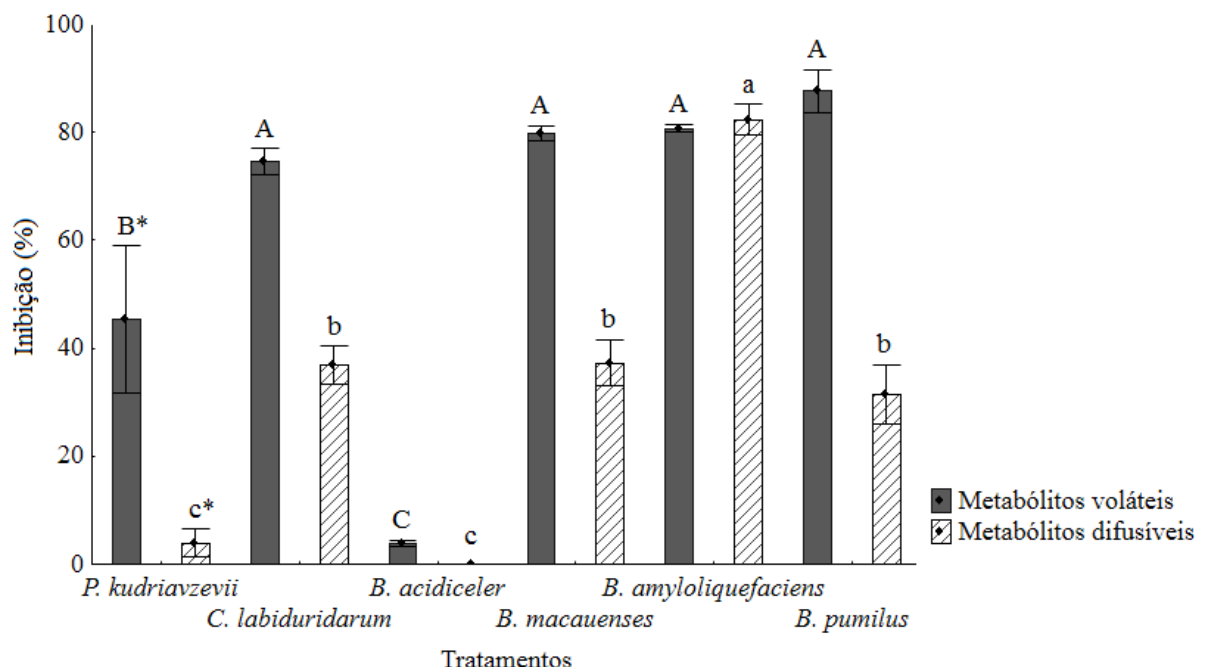 100
80
60
40
20
0
Inibição (%)
B*
c*
A
b
C
c
A
b
A
a
A
b
P. kudriavzevii
C. labiduridarum
B. acidiceler
B. macauenses
B. amyloliquefaciens
B. pumilus
Tratamentos
Metabólitos voláteis
Metabólitos difusíveis